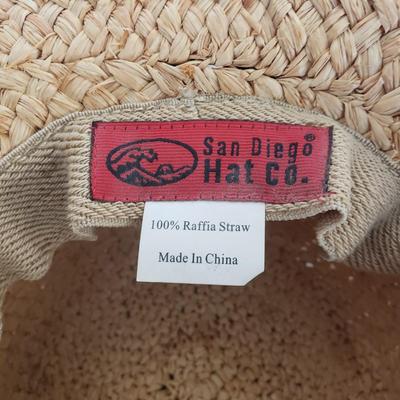 San Diego®
Hat Co.
100% Raffia Straw
Made In China